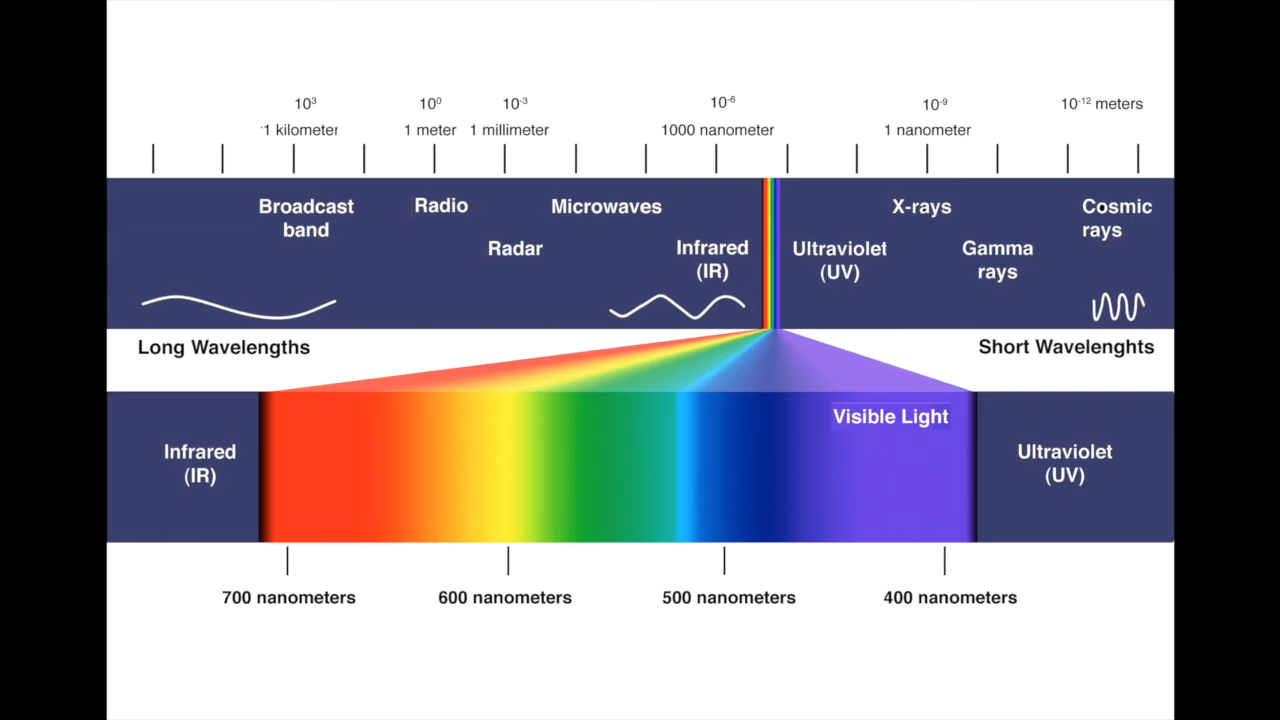 10³ 10⁰ 10⁻³ 10⁻⁶ 10⁻⁹ 10⁻¹² meters
1 kilometer 1 meter 1 millimeter 1000 nanometer 1 nanometer
Broadcast
band
Radio
Radar
Microwaves
Infrared
(IR)
Ultraviolet
(UV)
X-rays
Gamma
rays
Cosmic
rays
Long Wavelengths
Short Wavelenghts
Infrared
(IR)
Visible Light
Ultraviolet
(UV)
700 nanometers 600 nanometers 500 nanometers 400 nanometers